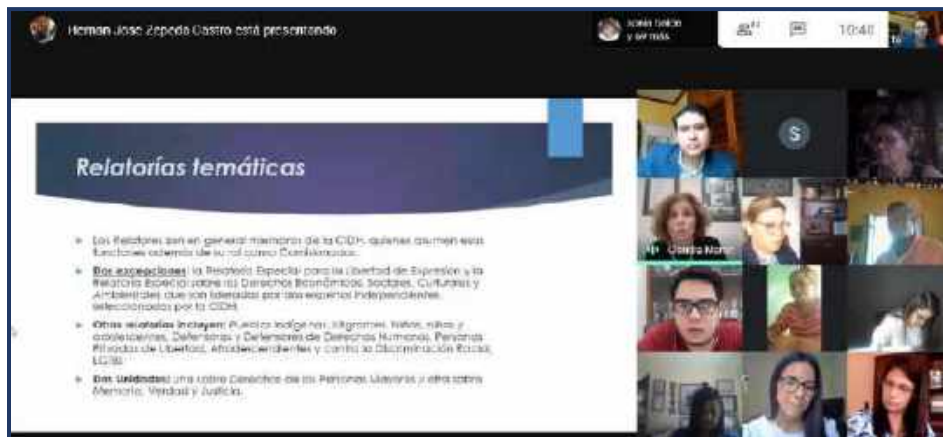 Hernan Jose Zepeda Castro está presentando
y ser más
10:40
S
Relatorías temáticas
Los Relatores son en general miembros de la CIDH, quienes asumen esas
funciones además de su rol como Comisionados.
Dos excepciones: la Relatoría Especial para la Libertad de Expresión y la
Relatoría Especial sobre los Derechos Económicos, Sociales, Culturales y
Ambientales que son lideradas por dos expertos independientes,
seleccionados por la CIDH.
Otras relatorías incluyen: Pueblos Indígenas, Migrantes, Niños, niñas y
adolescentes, Defensoras y Defensores de Derechos Humanos, Personas
Privadas de Libertad, Afrodescendientes y contra la Discriminación Racial,
LGTBI.
Dos Unidades: una sobre Derechos de las Personas Mayores y otra sobre
Memoria, Verdad y Justicia.
Claudia Martin